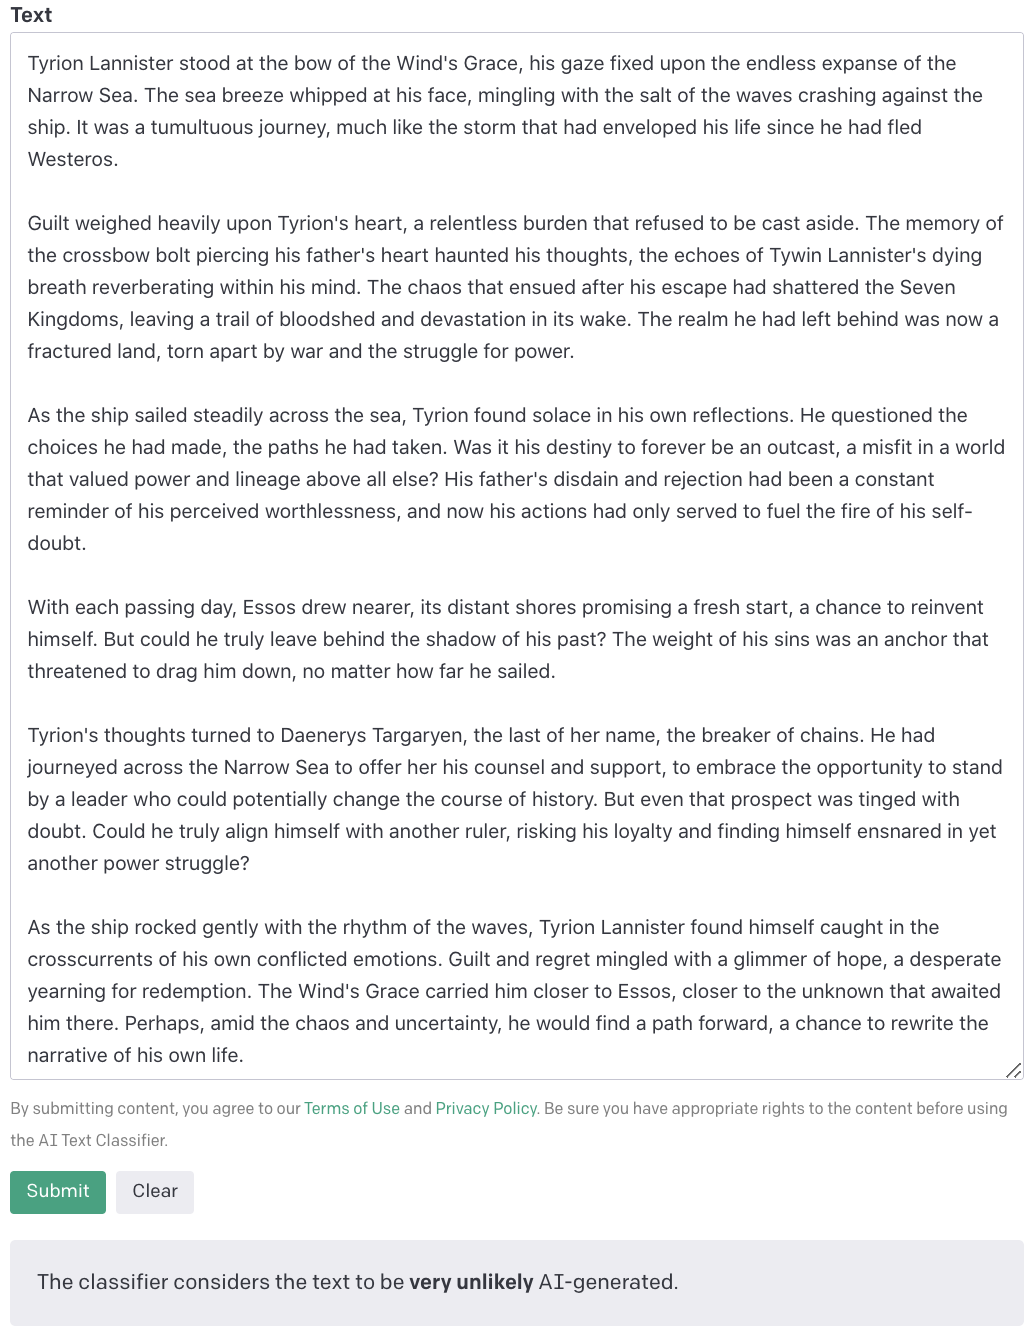 Text
Tyrion Lannister stood at the bow of the Wind's Grace, his gaze fixed upon the endless expanse of the
Narrow Sea. The sea breeze whipped at his face, mingling with the salt of the waves crashing against the
ship. It was a tumultuous journey, much like the storm that had enveloped his life since he had fled
Westeros.
Guilt weighed heavily upon Tyrion's heart, a relentless burden that refused to be cast aside. The memory of
the crossbow bolt piercing his father's heart haunted his thoughts, the echoes of Tywin Lannister's dying
breath reverberating within his mind. The chaos that ensued after his escape had shattered the Seven
Kingdoms, leaving a trail of bloodshed and devastation in its wake. The realm he had left behind was now a
fractured land, torn apart by war and the struggle for power.
As the ship sailed steadily across the sea, Tyrion found solace in his own reflections. He questioned the
choices he had made, the paths he had taken. Was it his destiny to forever be an outcast, a misfit in a world
that valued power and lineage above all else? His father's disdain and rejection had been a constant
reminder of his perceived worthlessness, and now his actions had only served to fuel the fire of his self-
doubt.
With each passing day, Essos drew nearer, its distant shores promising a fresh start, a chance to reinvent
himself. But could he truly leave behind the shadow of his past? The weight of his sins was an anchor that
threatened to drag him down, no matter how far he sailed.
Tyrion's thoughts turned to Daenerys Targaryen, the last of her name, the breaker of chains. He had
journeyed across the Narrow Sea to offer her his counsel and support, to embrace the opportunity to stand
by a leader who could potentially change the course of history. But even that prospect was tinged with
doubt. Could he truly align himself with another ruler, risking his loyalty and finding himself ensnared in yet
another power struggle?
As the ship rocked gently with the rhythm of the waves, Tyrion Lannister found himself caught in the
crosscurrents of his own conflicted emotions. Guilt and regret mingled with a glimmer of hope, a desperate
yearning for redemption. The Wind's Grace carried him closer to Essos, closer to the unknown that awaited
him there. Perhaps, amid the chaos and uncertainty, he would find a path forward, a chance to rewrite the
narrative of his own life.
By submitting content, you agree to our Terms of Use and Privacy Policy. Be sure you have appropriate rights to the content before using
the AI Text Classifier.
Submit Clear
The classifier considers the text to be very unlikely AI-generated.